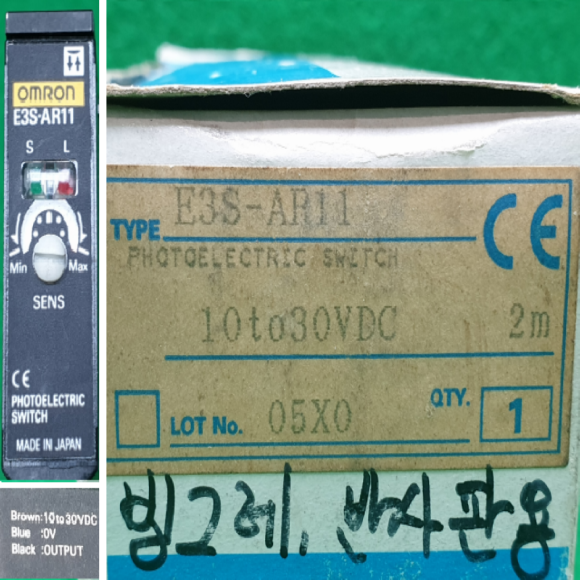 OMRON
E3S-AR11
S L
Min Max
SENS
CE
PHOTOELECTRIC
SWITCH
MADE IN JAPAN
Brown:10to30VDC
Blue :0V
Black :OUTPUT
TYPE E3S-AR11
PHOTOELECTRIC SWITCH
CE
10to30VDC 2m
LOT No. 05X0
QTY. 1
빙그레, 반사판용